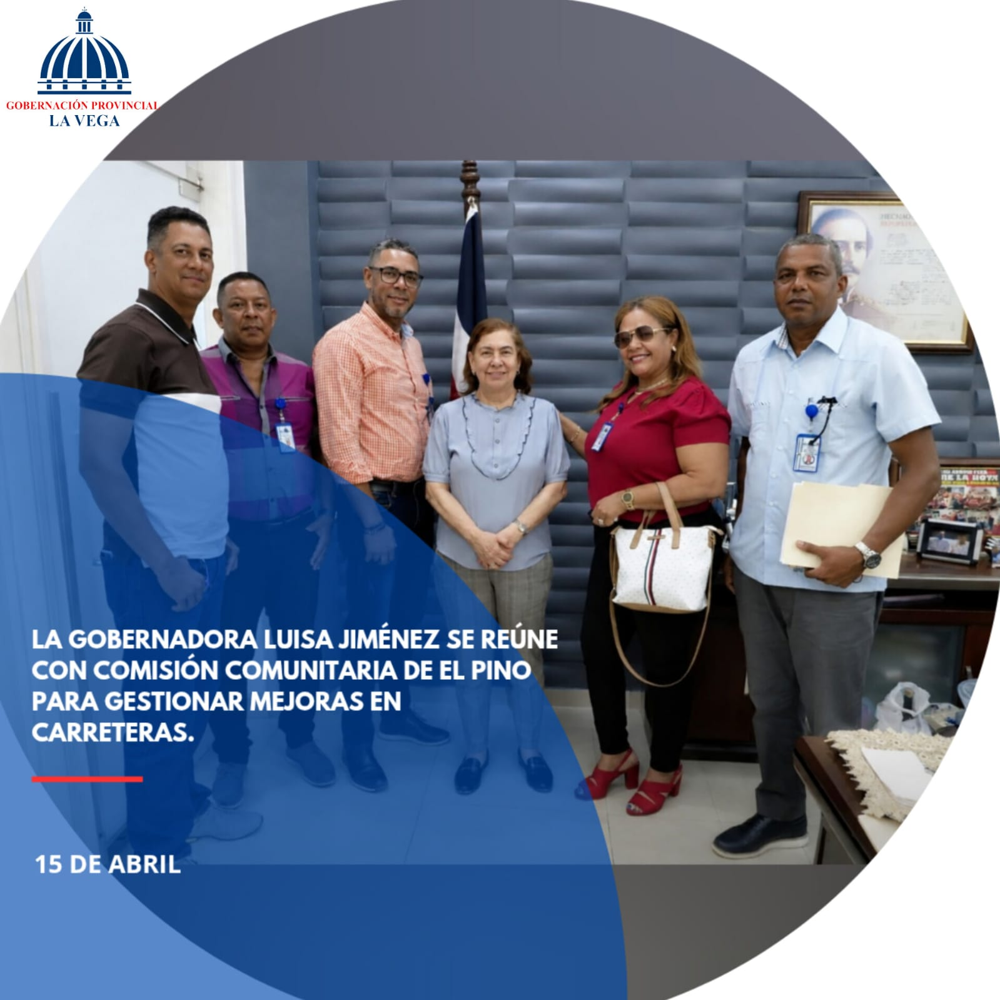 GOBERNACIÓN PROVINCIAL
LA VEGA
LA GOBERNADORA LUISA JIMÉNEZ SE REÚNE
CON COMISIÓN COMUNITARIA DE EL PINO
PARA GESTIONAR MEJORAS EN
CARRETERAS.
15 DE ABRIL